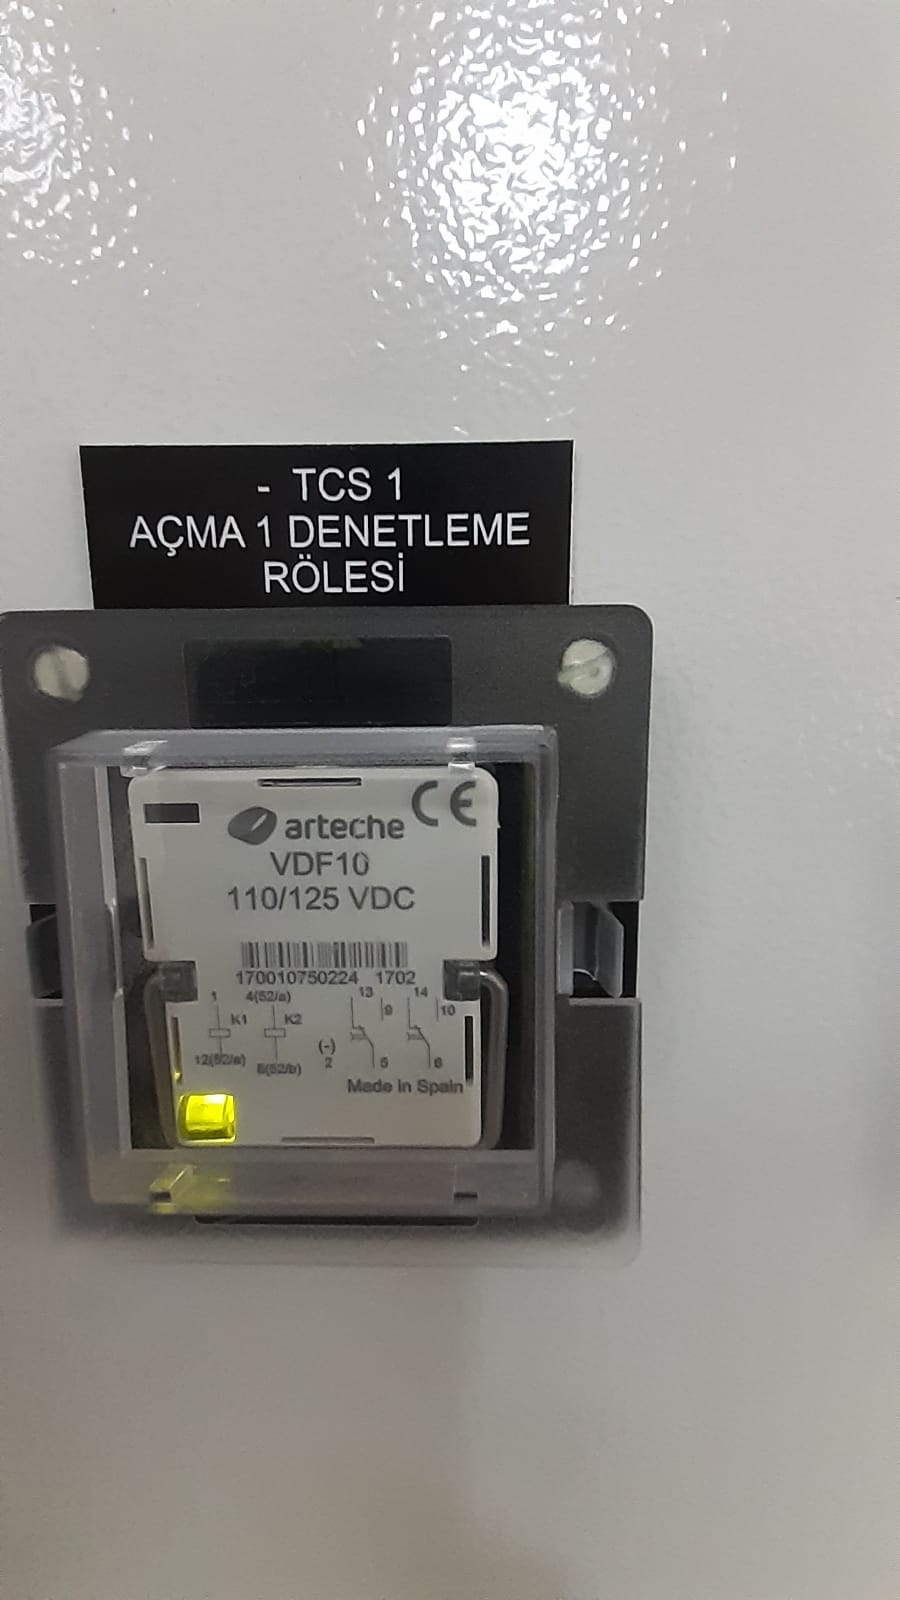 - TCS 1
AÇMA 1 DENETLEME
RÖLESİ
arteche CE
VDF10
110/125 VDC
170010750224 1702
1 4(52/a) 13 14
K1 K2 9 10
12(52/a) 8(52/b) (-) 2 5 6
Made in Spain